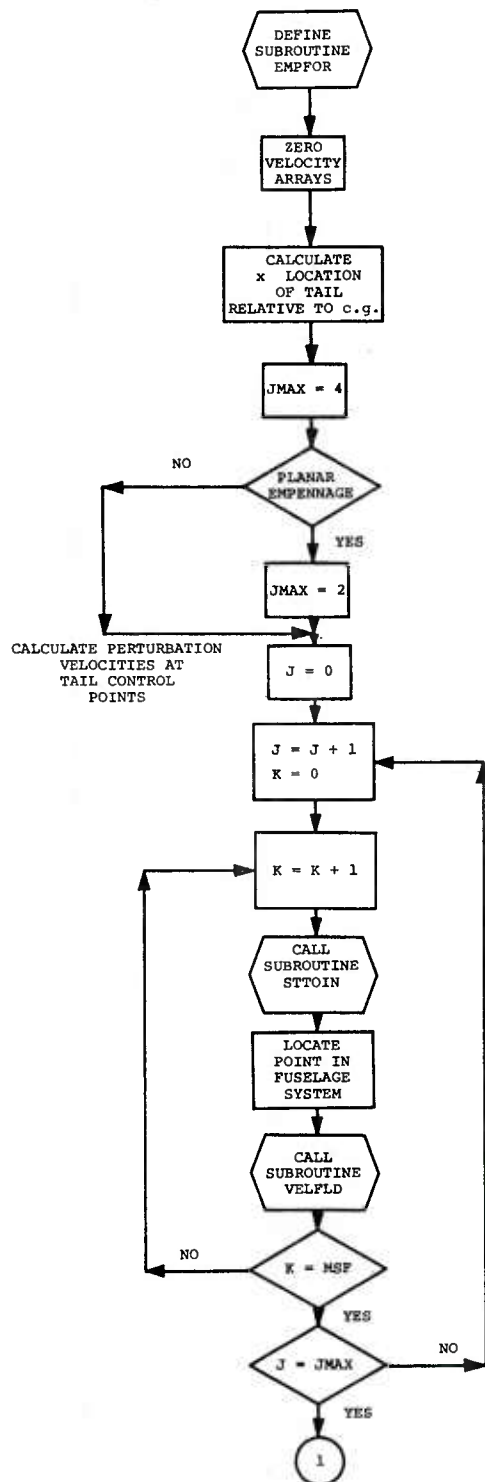 DEFINE
SUBROUTINE
EMPFOR
ZERO
VELOCITY
ARRAYS
CALCULATE
x LOCATION
OF TAIL
RELATIVE TO c.g.
JMAX = 4
NO
PLANAR
EMPENNAGE
YES
JMAX = 2
CALCULATE PERTURBATION
VELOCITIES AT
TAIL CONTROL
POINTS
J = 0
J = J + 1
K = 0
K = K + 1
CALL
SUBROUTINE
STTOIN
LOCATE
POINT IN
FUSELAGE
SYSTEM
CALL
SUBROUTINE
VELFLD
NO
K = MSF
YES
J = JMAX
NO
YES
1